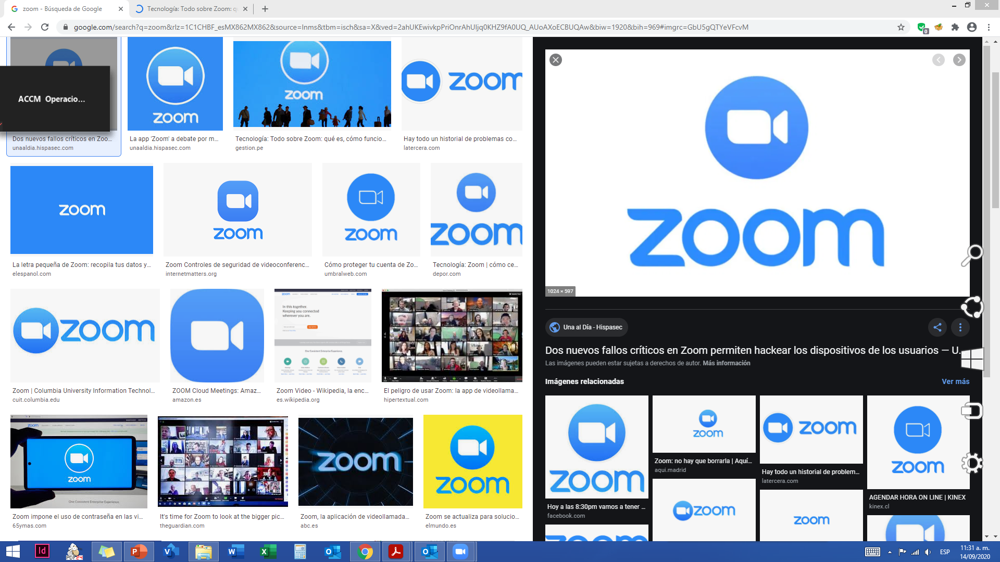 zoom - Búsqueda de Google
Tecnología: Todo sobre Zoom: q
google.com/search?q=zoom&rlz=1C1CHBF_esMX862MX862&source=lnms&tbm=isch&sa=X&ved=2ahUKEwivkpPriOnrAhUJjq0KHZ9fA0UQ_AUoAXoECBUQAw&biw=1920&bih=969#imgrc=GbU5gQTYeVFcvM
0
ACCM Operacio...
zoom
zoom
zoom
Dos nuevos fallos críticos en Zoo...
unaaldia.hispasec.com
La app 'Zoom' a debate por m...
unaaldia.hispasec.com
Tecnología: Todo sobre Zoom: qué es, cómo funcio...
gestion.pe
Hay todo un historial de problemas co...
latercera.com
zoom
zoom
zoom
zoom
La letra pequeña de Zoom: recopila tus datos y...
elespanol.com
Zoom Controles de seguridad de videoconferenc...
internetmatters.org
Cómo proteger tu cuenta de Zo...
umbralweb.com
Tecnología: Zoom | cómo ce...
depor.com
zoom
zoom
In this together.
Keeping you connected
wherever you are.
One Consistent Enterprise Experience
Zoom | Columbia University Information Technol...
cuit.columbia.edu
ZOOM Cloud Meetings: Amaz...
amazon.es
Zoom Video - Wikipedia, la enc...
es.wikipedia.org
El peligro de usar Zoom: la app de videollama...
hipertextual.com
zoom
zoom
One Consistent Enterprise Experience.
zoom
zoom
Zoom impone el uso de contraseña en las vi...
65ymas.com
It's time for Zoom to look at the bigger pic...
theguardian.com
Zoom, la aplicación de videollamada...
abc.es
Zoom se actualiza para solucio...
elmundo.es
zoom
1024 × 597
Una al Día - Hispasec
Dos nuevos fallos críticos en Zoom permiten hackear los dispositivos de los usuarios — U...
Las imágenes pueden estar sujetas a derechos de autor. Más información
Imágenes relacionadas
Ver más
zoom
zoom
zoom
zoom
Hoy a las 8:30pm vamos a tener ...
facebook.com
Zoom: no hay que borrarla | Aquí...
aqui.madrid
Hay todo un historial de problem...
latercera.com
AGENDAR HORA ON LINE | KINEX
kinex.cl
zoom
zoom
zoom
Id
PDF24
P
V
W
X
O
O
ESP
11:31 a. m.
14/09/2020